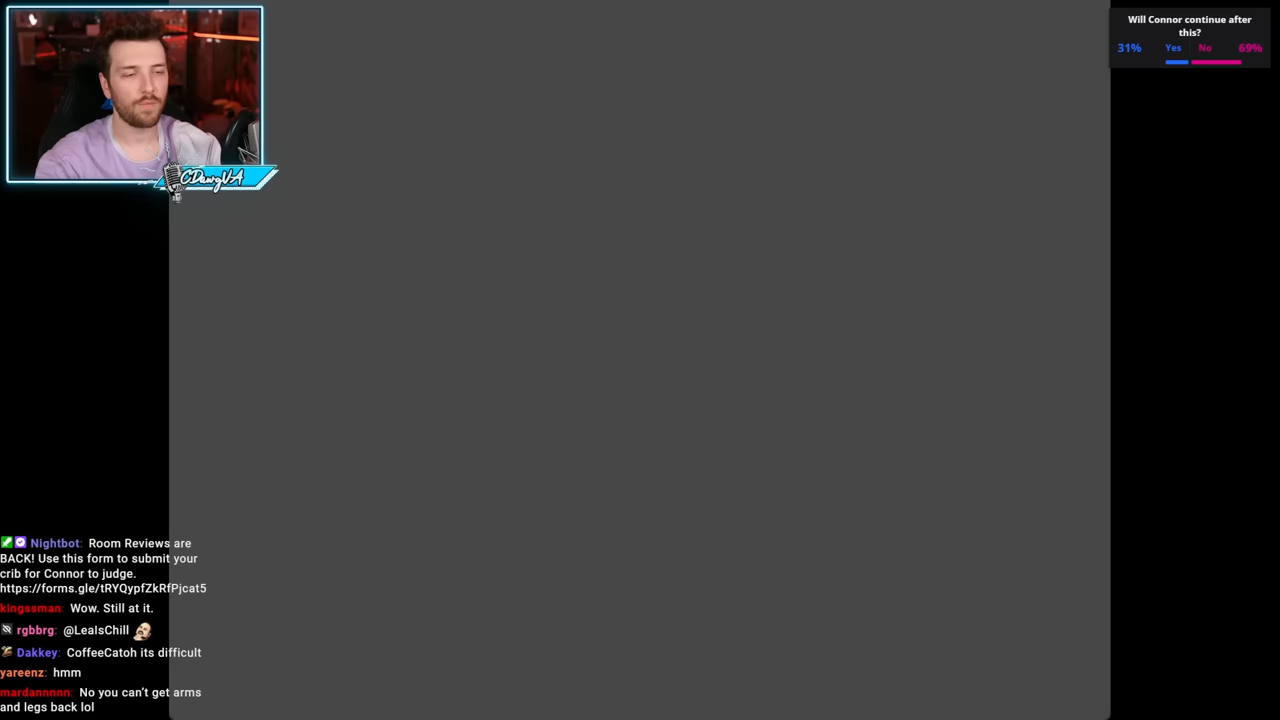 CDawgVA
Will Connor continue after
this?
31% Yes No 69%
Nightbot: Room Reviews are
BACK! Use this form to submit your
crib for Connor to judge.
https://forms.gle/tRYQypfZkRfPjcat5
kingssman: Wow. Still at it.
rgbbrg: @LeaIsChill
Dakkey: CoffeeCatoh its difficult
yareenz: hmm
mardannnnn: No you can't get arms
and legs back lol